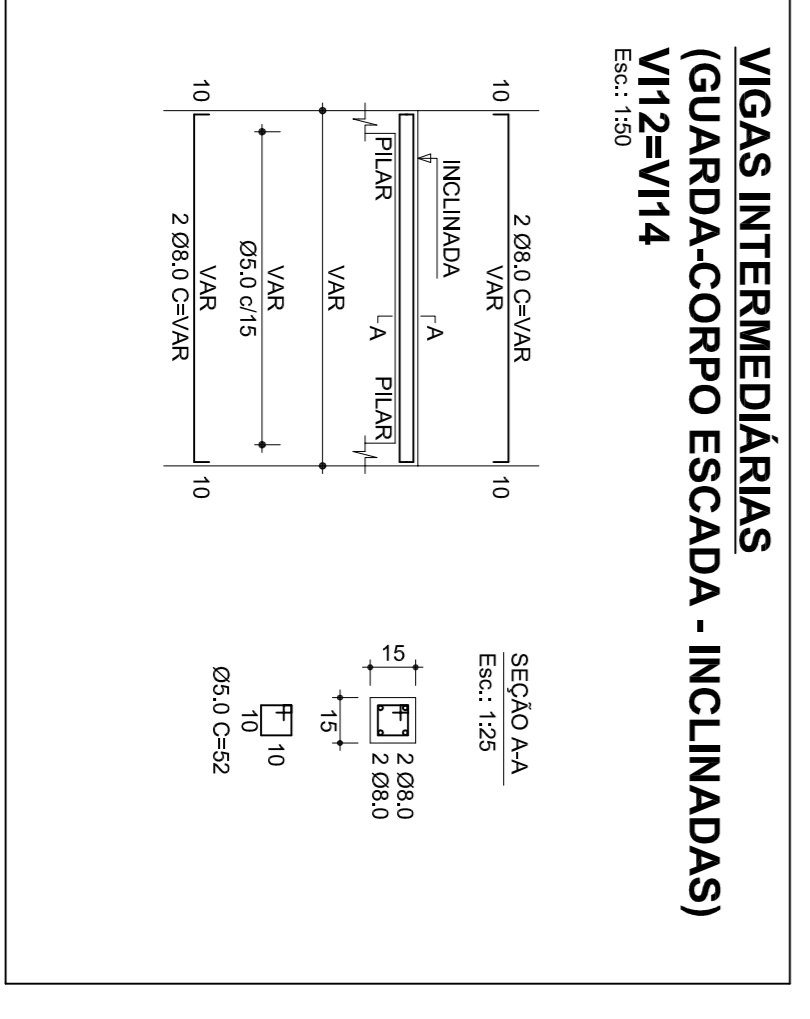 VIGAS INTERMEDIÁRIAS
(GUARDA-CORPO ESCADA - INCLINADAS)
VI12=VI14
Esc.: 1:50
2 Ø8.0 C=VAR
10
VAR
10
INCLINADA
A
PILAR
A
PILAR
VAR
VAR
Ø5.0 c/15
10
VAR
10
2 Ø8.0 C=VAR
SEÇÃO A-A
Esc.: 1:25
15
2 Ø8.0
2 Ø8.0
15
10
10
Ø5.0 C=52